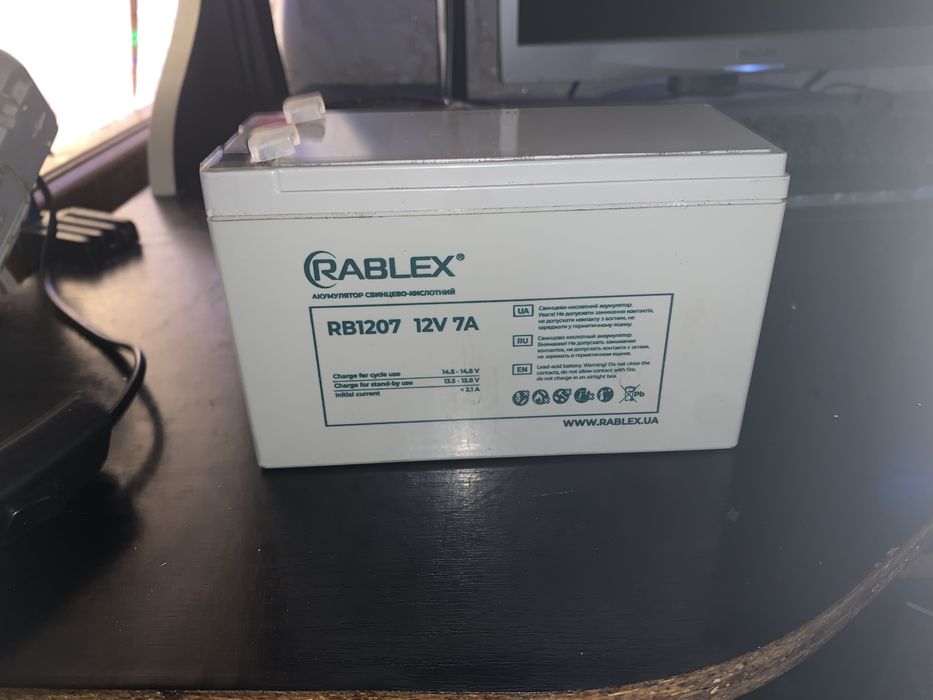 RABLEX®
АКУМУЛЯТОР СВИНЦЕВО-КИСЛОТНИЙ
RB1207 12V 7A
Charge for cycle use 14.5 - 14.8 V
Charge for stand-by use 13.5 - 13.8 V
Initial current < 2.1 A
UA
Свинцево-кислотний акумулятор.
Увага! Не допускяти замикання контактів,
не допускати контакту з вогнем, не
заряджати у герметичному ящику.
RU
Свинцово кислотный аккумулятор.
Внимание! Не допускать замыкания
контактов, не допускать контакта с огнем,
не заряжать в герметичном ящике.
EN
Lead-acid battery. Warning! Do not close the
contacts, do not allow contact with fire,
do not charge in an airtight box
Pb
WWW.RABLEX.UA
PHILIPS